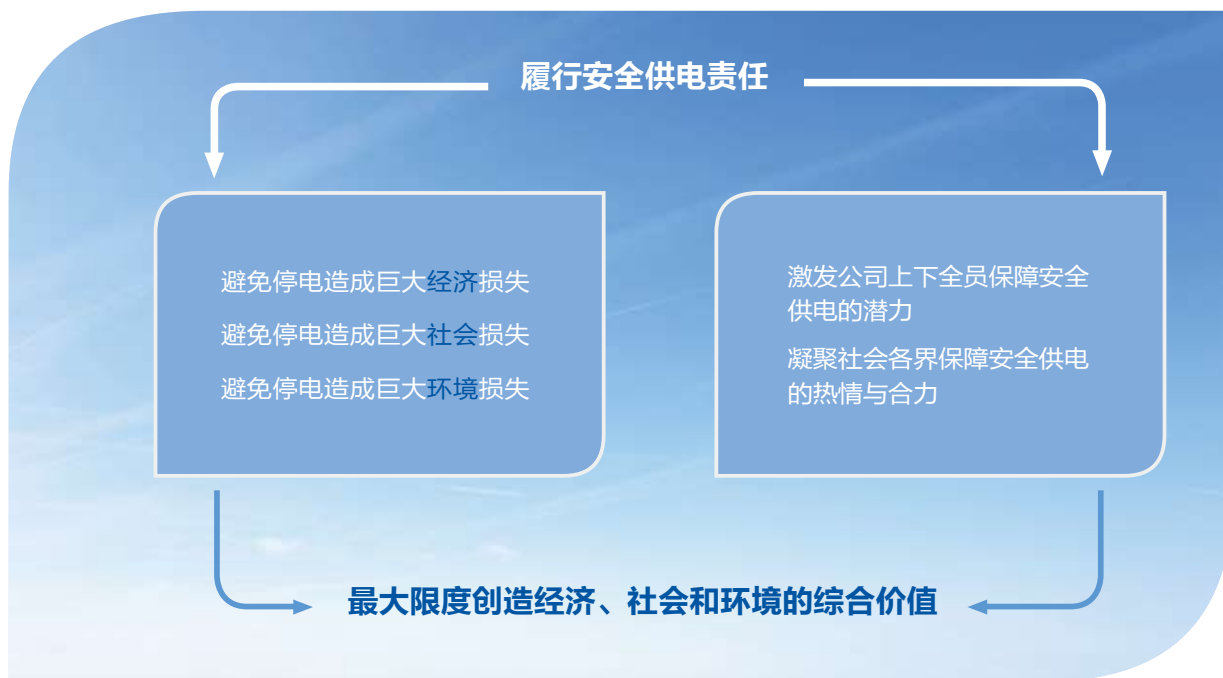 履行安全供电责任
避免停电造成巨大经济损失
避免停电造成巨大社会损失
避免停电造成巨大环境损失
激发公司上下全员保障安全
供电的潜力
凝聚社会各界保障安全供电
的热情与合力
最大限度创造经济、社会和环境的综合价值